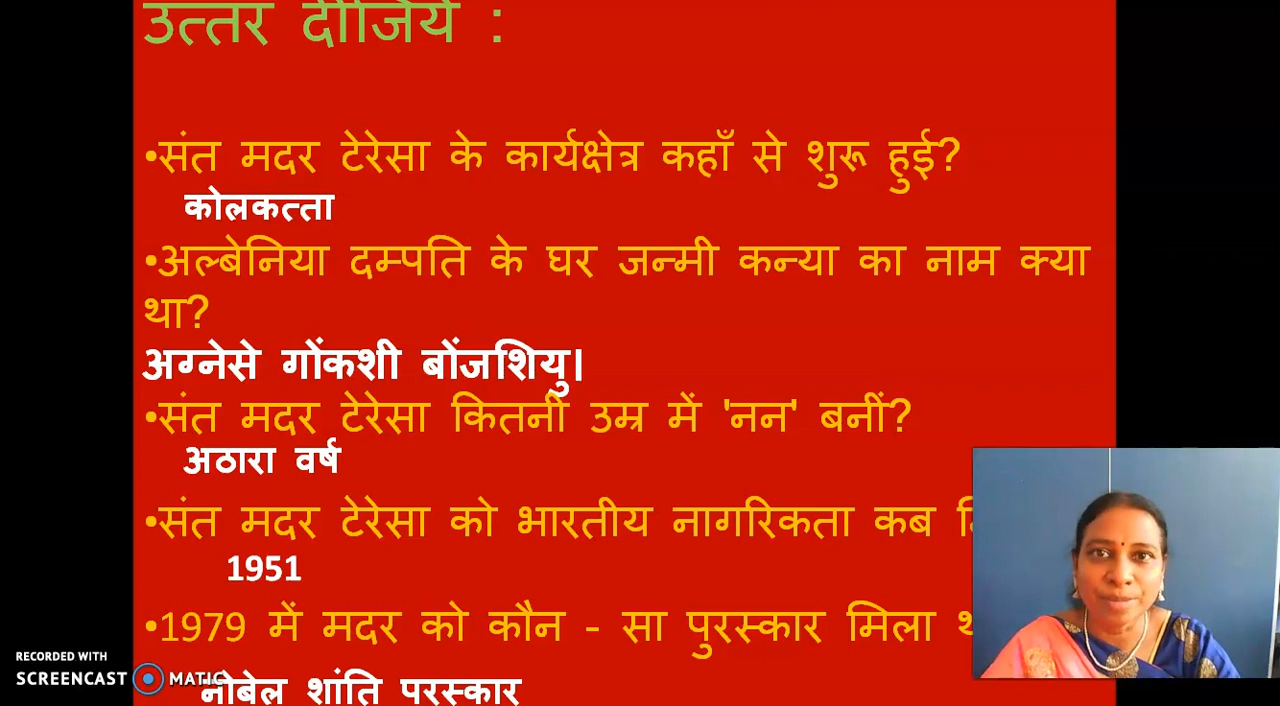 उत्तर दीजिये :
•संत मदर टेरेसा के कार्यक्षेत्र कहाँ से शुरू हुई?
कोलकत्ता
•अल्बेनिया दम्पति के घर जन्मी कन्या का नाम क्या
था?
अग्नेसे गोंकशी बोंजशियु।
•संत मदर टेरेसा कितनी उम्र में 'नन' बनीं?
अठारा वर्ष
•संत मदर टेरेसा को भारतीय नागरिकता कब
1951
•1979 में मदर को कौन - सा पुरस्कार मिला
नोबेल शांति परस्कार
RECORDED WITH
SCREENCAST MATIC